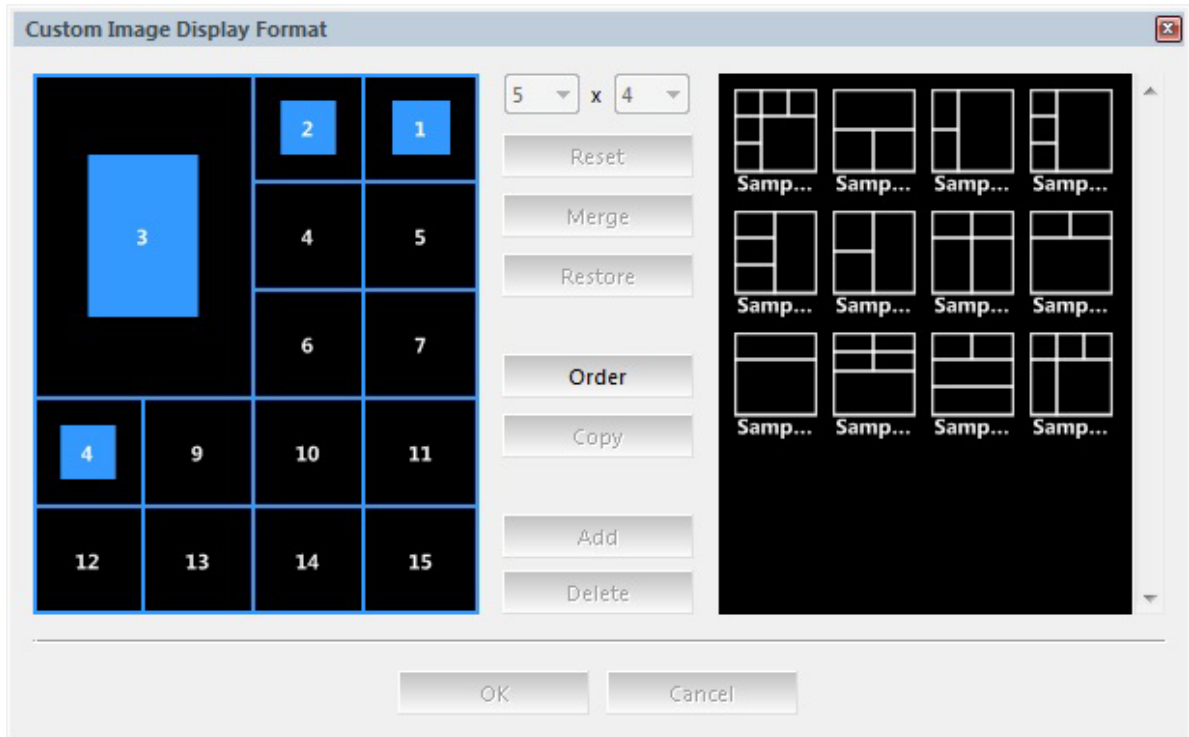 Custom Image Display Format
5 x 4
2 1
3 4 5
6 7
4 9 10 11
12 13 14 15
Reset
Merge
Restore
Order
Copy
Add
Delete
Samp... Samp... Samp... Samp...
Samp... Samp... Samp... Samp...
Samp... Samp... Samp... Samp...
OK Cancel